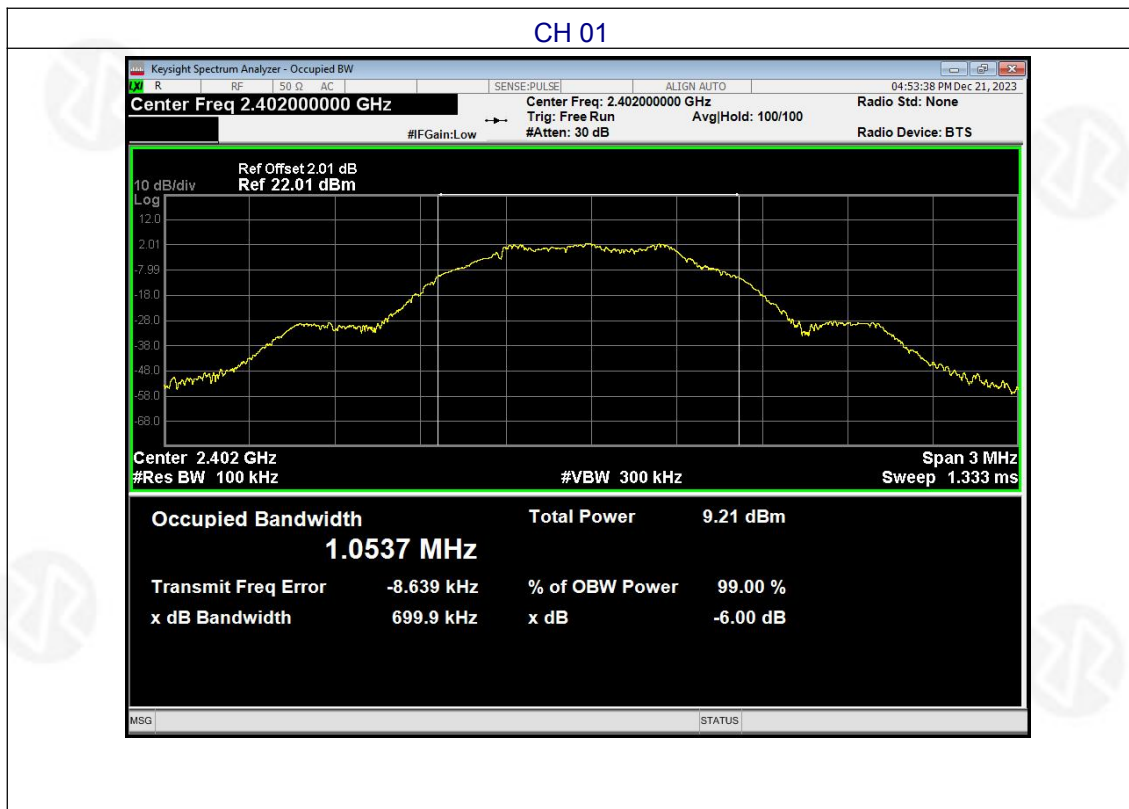 CH 01
Keysight Spectrum Analyzer - Occupied BW
LXI R RF 50 Ω AC SENSE:PULSE ALIGN AUTO 04:53:38 PM Dec 21, 2023
Center Freq 2.402000000 GHz
Center Freq: 2.402000000 GHz
Radio Std: None
Trig: Free Run Avg|Hold: 100/100
#IFGain:Low #Atten: 30 dB Radio Device: BTS
Ref Offset 2.01 dB
10 dB/div Ref 22.01 dBm
Log
12.0
2.01
-7.99
-18.0
-28.0
-38.0
-48.0
-58.0
-68.0
Center 2.402 GHz Span 3 MHz
#Res BW 100 kHz #VBW 300 kHz Sweep 1.333 ms
Occupied Bandwidth Total Power 9.21 dBm
1.0537 MHz
Transmit Freq Error -8.639 kHz % of OBW Power 99.00 %
x dB Bandwidth 699.9 kHz x dB -6.00 dB
MSG STATUS